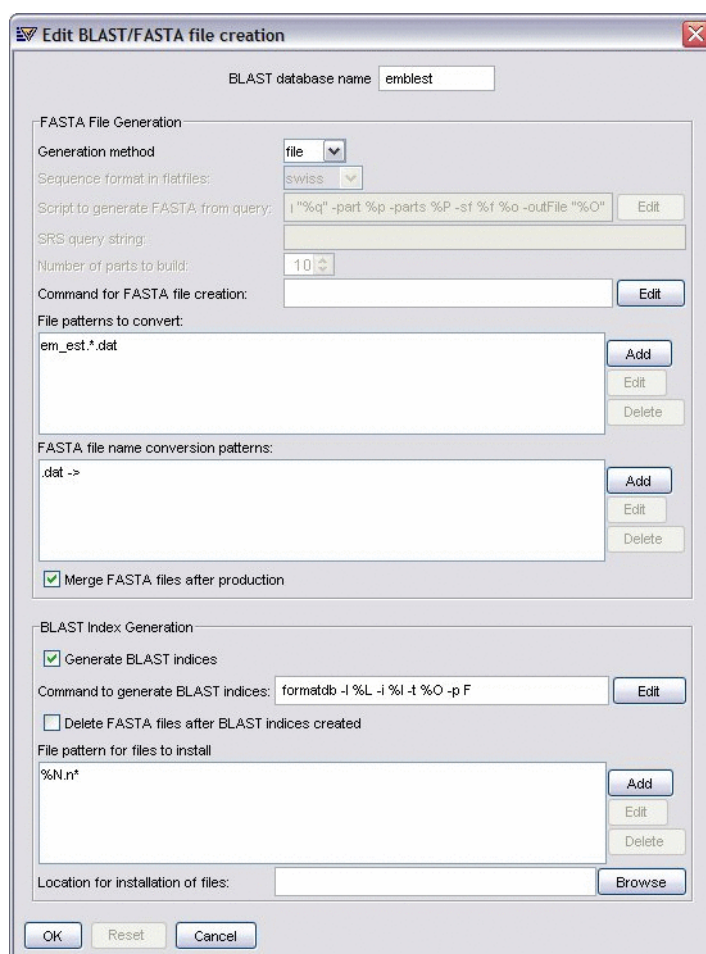 Edit BLAST/FASTA file creation
BLAST database name emblest
FASTA File Generation
Generation method file
Sequence format in flatfiles: swiss
Script to generate FASTA from query: "%q" -part %p -parts %P -sf %f %o -outFile "%O" Edit
SRS query string:
Number of parts to build: 10
Command for FASTA file creation: Edit
File patterns to convert:
em_est.*.dat
Add
Edit
Delete
FASTA file name conversion patterns:
.dat ->
Add
Edit
Delete
Merge FASTA files after production
BLAST Index Generation
Generate BLAST indices
Command to generate BLAST indices: formatdb -l %L -i %I -t %O -p F Edit
Delete FASTA files after BLAST indices created
File pattern for files to install
%N.n*
Add
Edit
Delete
Location for installation of files: Browse
OK Reset Cancel